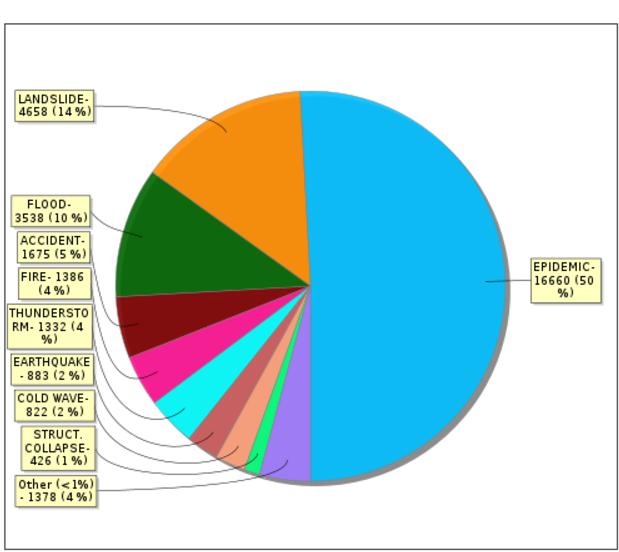 LANDSLIDE-
4658 (14 %)
FLOOD-
3538 (10 %)
ACCIDENT-
1675 (5 %)
FIRE- 1386
(4 %)
THUNDERSTO
RM- 1332 (4
%)
EARTHQUAKE
- 883 (2 %)
COLD WAVE-
822 (2 %)
STRUCT.
COLLAPSE-
426 (1 %)
Other (<1%)
- 1378 (4 %)
EPIDEMIC-
16660 (50
%)